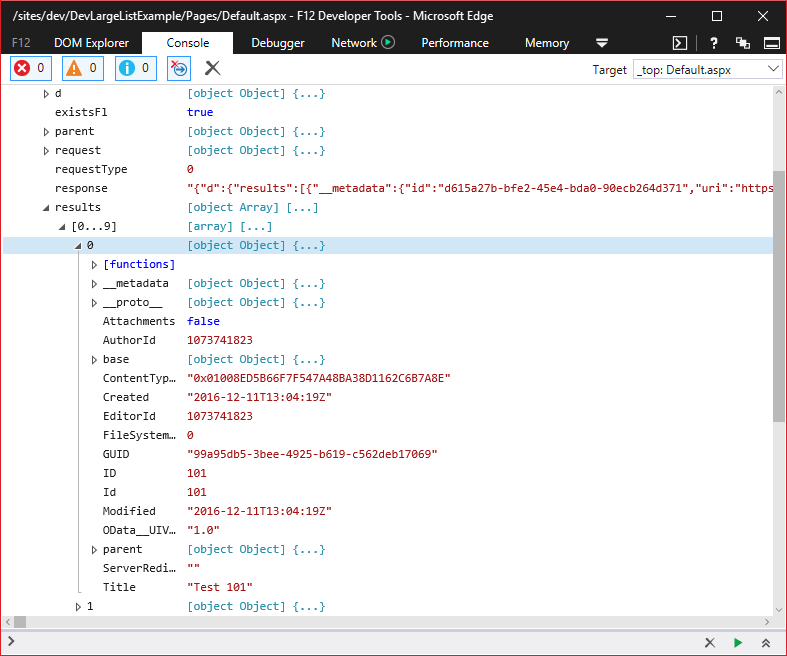 /sites/dev/DevLargeListExample/Pages/Default.aspx - F12 Developer Tools - Microsoft Edge
F12 DOM Explorer Console Debugger Network Performance Memory ?
0 0 0 Target _top: Default.aspx
d [object Object] {...}
existsFl true
parent [object Object] {...}
request [object Object] {...}
requestType 0
response "{"d":{"results":[{"__metadata":{"id":"d615a27b-bfe2-45e4-bda0-90ecb264d371","uri":"https
results [object Array] [...]
[0...9] [array] [...]
0 [object Object] {...}
[functions]
__metadata [object Object] {...}
__proto__ [object Object] {...}
Attachments false
AuthorId 1073741823
base [object Object] {...}
ContentTyp… "0x01008ED5B66F7F547A48BA38D1162C6B7A8E"
Created "2016-12-11T13:04:19Z"
EditorId 1073741823
FileSystem… 0
GUID "99a95db5-3bee-4925-b619-c562deb17069"
ID 101
Id 101
Modified "2016-12-11T13:04:19Z"
OData__UIV… "1.0"
parent [object Object] {...}
ServerRedi… ""
Title "Test 101"
1 [object Object] {...}